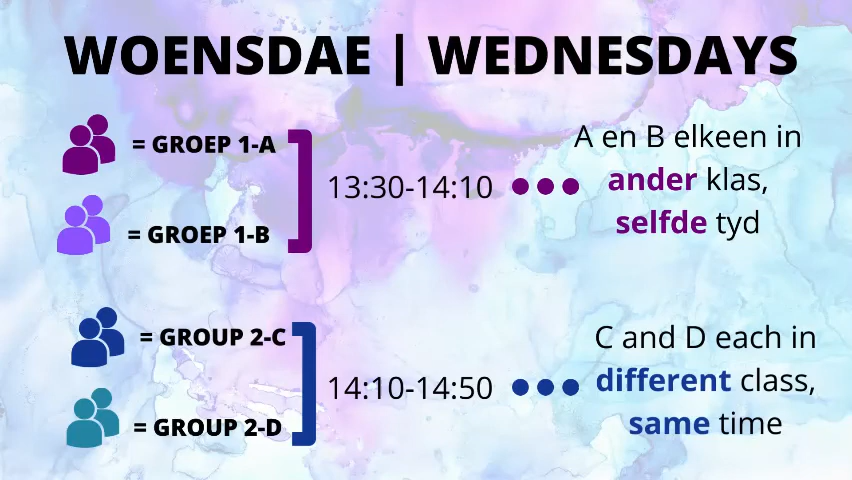 WOENSDAE | WEDNESDAYS
= GROEP 1-A
= GROEP 1-B
13:30-14:10
A en B elkeen in
ander klas,
selfde tyd
= GROUP 2-C
= GROUP 2-D
14:10-14:50
C and D each in
different class,
same time